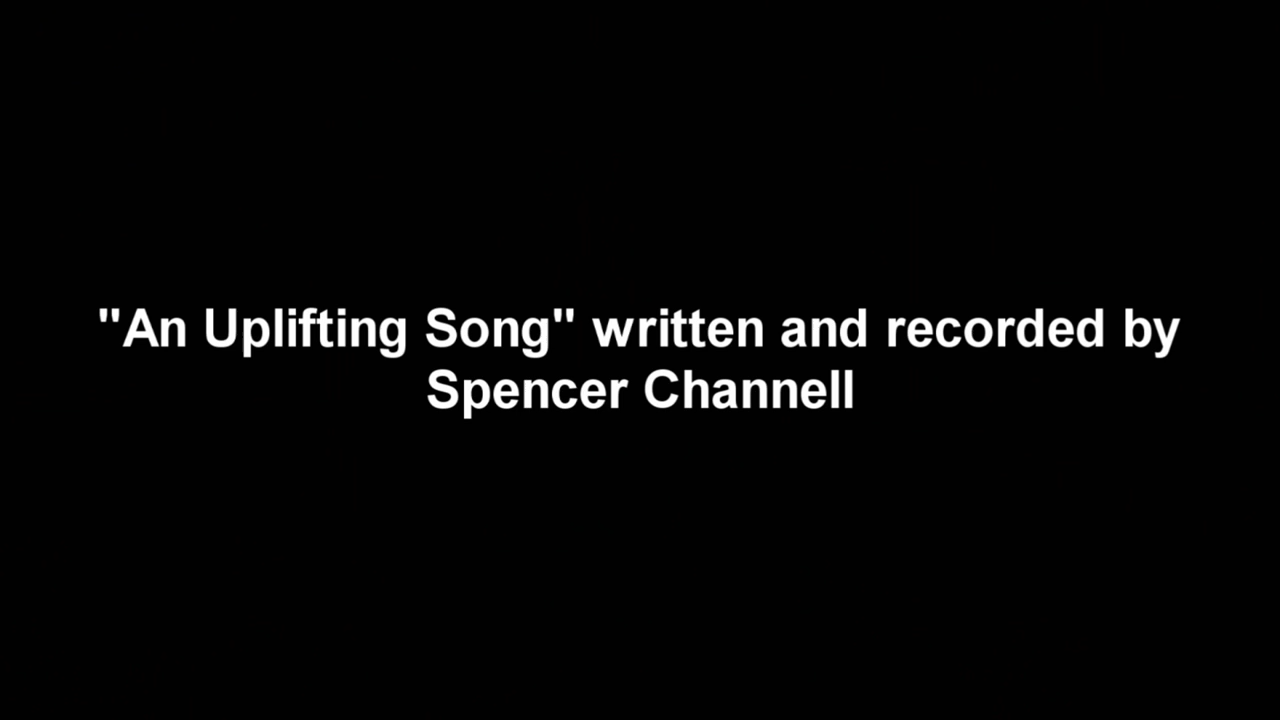 "An Uplifting Song" written and recorded by
Spencer Channell